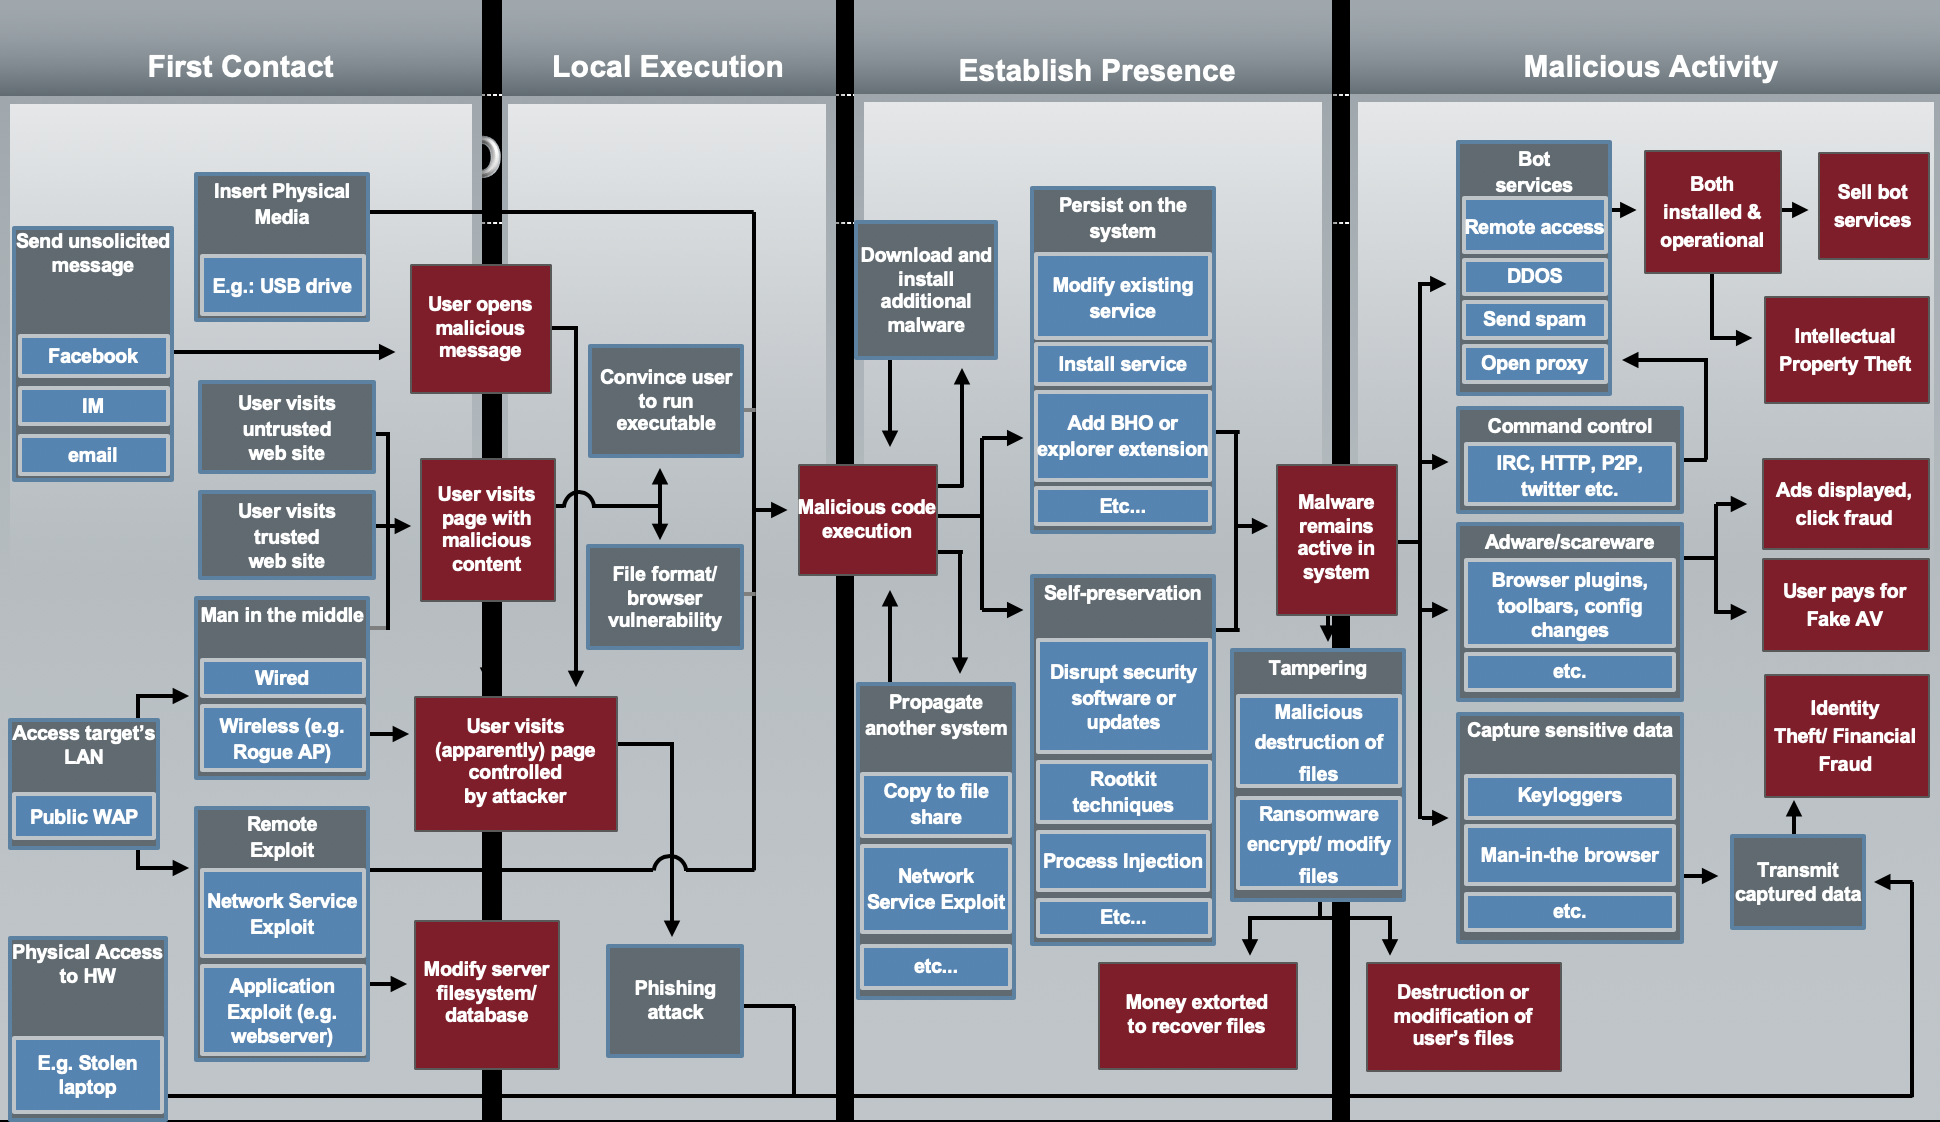 First Contact
Local Execution
Establish Presence
Malicious Activity
Send unsolicited
message
Facebook
IM
email
Insert Physical
Media
E.g.: USB drive
User visits
untrusted
web site
User visits
trusted
web site
Man in the middle
Wired
Wireless (e.g.
Rogue AP)
Access target's
LAN
Public WAP
Remote
Exploit
Network Service
Exploit
Application
Exploit (e.g.
webserver)
Physical Access
to HW
E.g. Stolen
laptop
User opens
malicious
message
User visits
page with
malicious
content
User visits
(apparently) page
controlled
by attacker
Modify server
filesystem/
database
Convince user
to run
executable
File format/
browser
vulnerability
Phishing
attack
Malicious code
execution
Download and
install
additional
malware
Propagate
another system
Copy to file
share
Network
Service Exploit
etc...
Persist on the
system
Modify existing
service
Install service
Add BHO or
explorer extension
Etc...
Self-preservation
Disrupt security
software or
updates
Rootkit
techniques
Process Injection
Etc...
Malware
remains
active in
system
Tampering
Malicious
destruction of
files
Ransomware
encrypt/ modify
files
Money extorted
to recover files
Destruction or
modification of
user's files
Bot
services
Remote access
DDOS
Send spam
Open proxy
Command control
IRC, HTTP, P2P,
twitter etc.
Adware/scareware
Browser plugins,
toolbars, config
changes
etc.
Capture sensitive data
Keyloggers
Man-in-the browser
etc.
Both
installed &
operational
Sell bot
services
Intellectual
Property Theft
Ads displayed,
click fraud
User pays for
Fake AV
Identity
Theft/ Financial
Fraud
Transmit
captured data